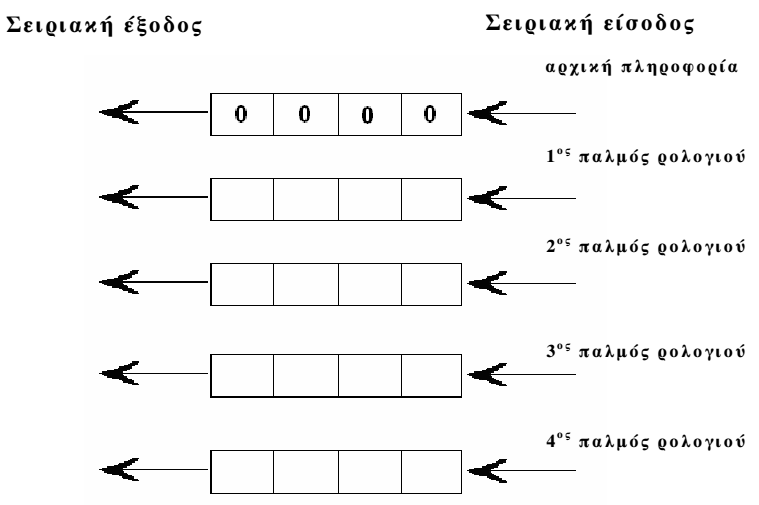 Σειριακή έξοδος
Σειριακή είσοδος
αρχική πληροφορία
0 0 0 0
1ος παλμός ρολογιού
2ος παλμός ρολογιού
3ος παλμός ρολογιού
4ος παλμός ρολογιού